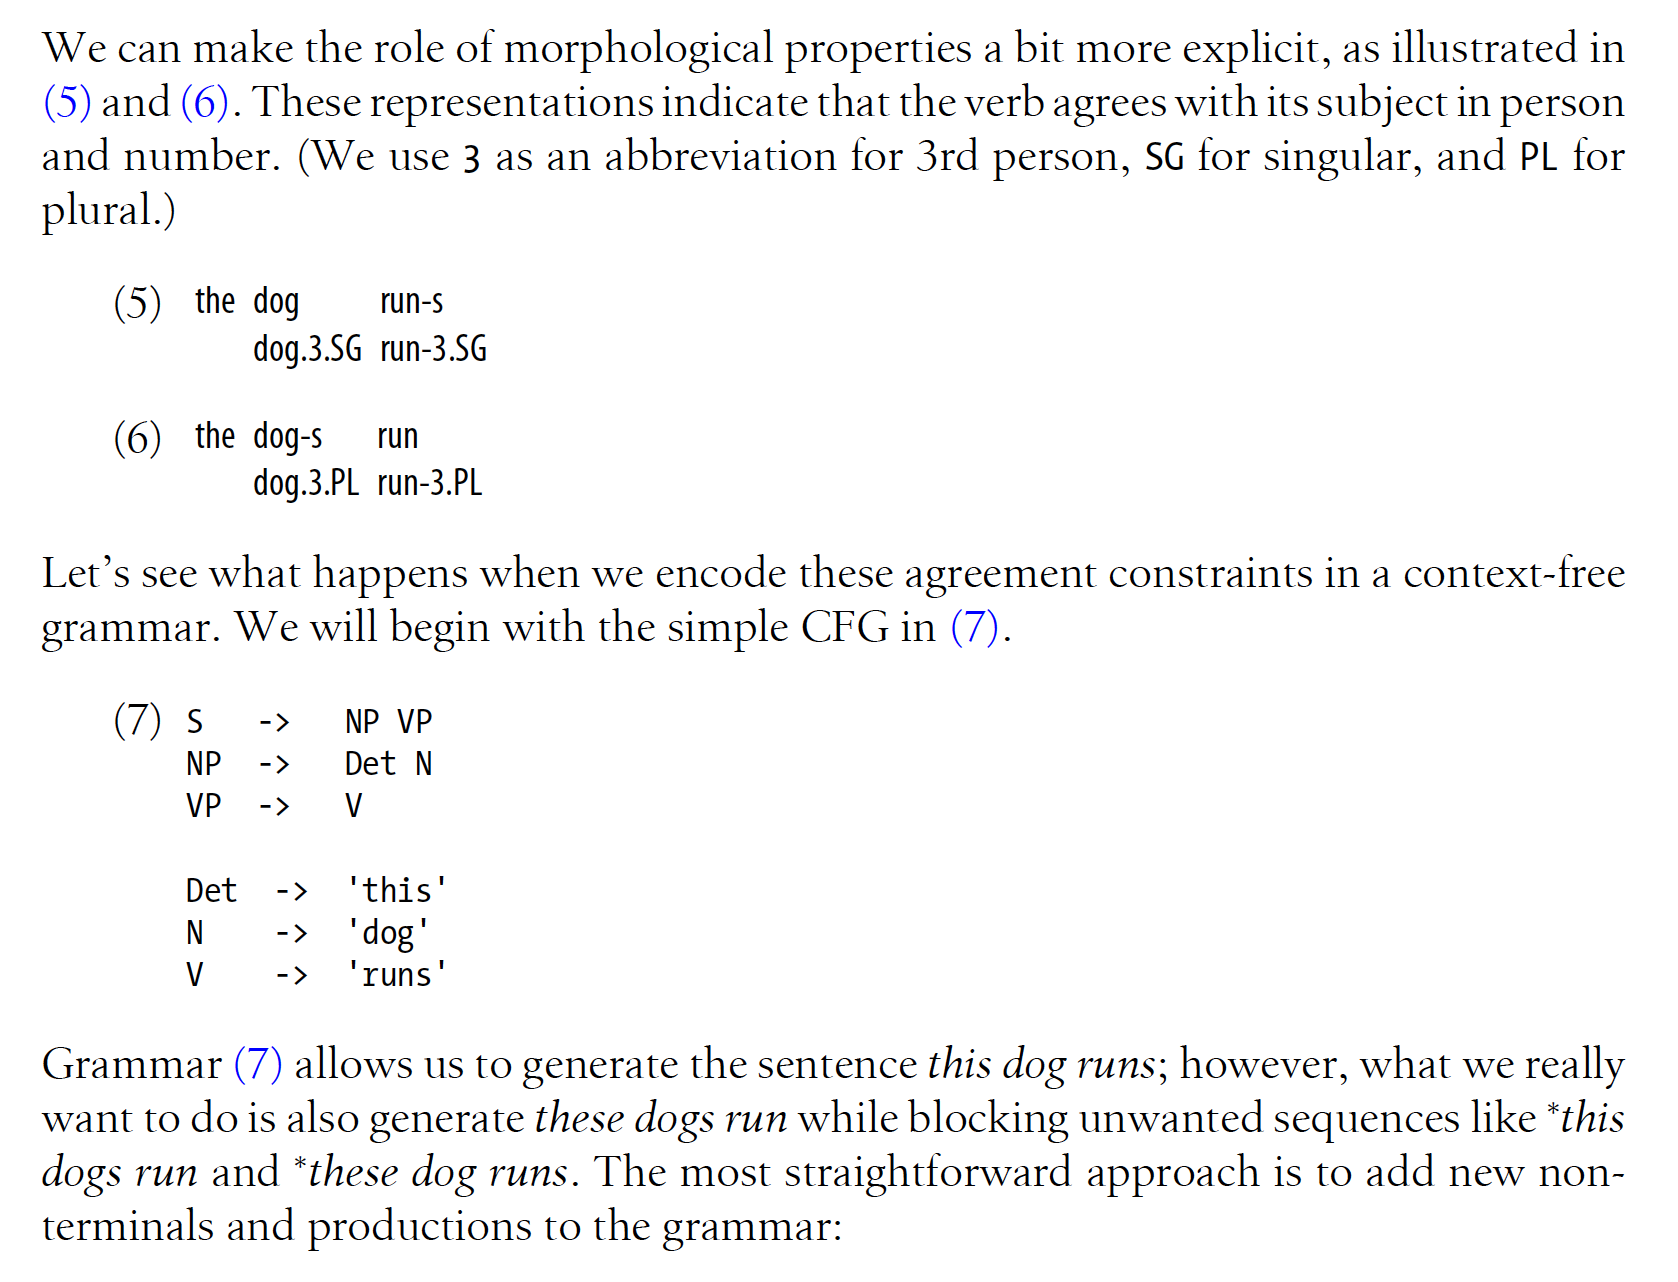 We can make the role of morphological properties a bit more explicit, as illustrated in
(5) and (6). These representations indicate that the verb agrees with its subject in person
and number. (We use 3 as an abbreviation for 3rd person, SG for singular, and PL for
plural.)
(5) the dog run-s
dog.3.SG run-3.SG
(6) the dog-s run
dog.3.PL run-3.PL
Let’s see what happens when we encode these agreement constraints in a context-free
grammar. We will begin with the simple CFG in (7).
(7) S -> NP VP
NP -> Det N
VP -> V
Det -> 'this'
N -> 'dog'
V -> 'runs'
Grammar (7) allows us to generate the sentence this dog runs; however, what we really
want to do is also generate these dogs run while blocking unwanted sequences like *this
dogs run and *these dog runs. The most straightforward approach is to add new non-
terminals and productions to the grammar: